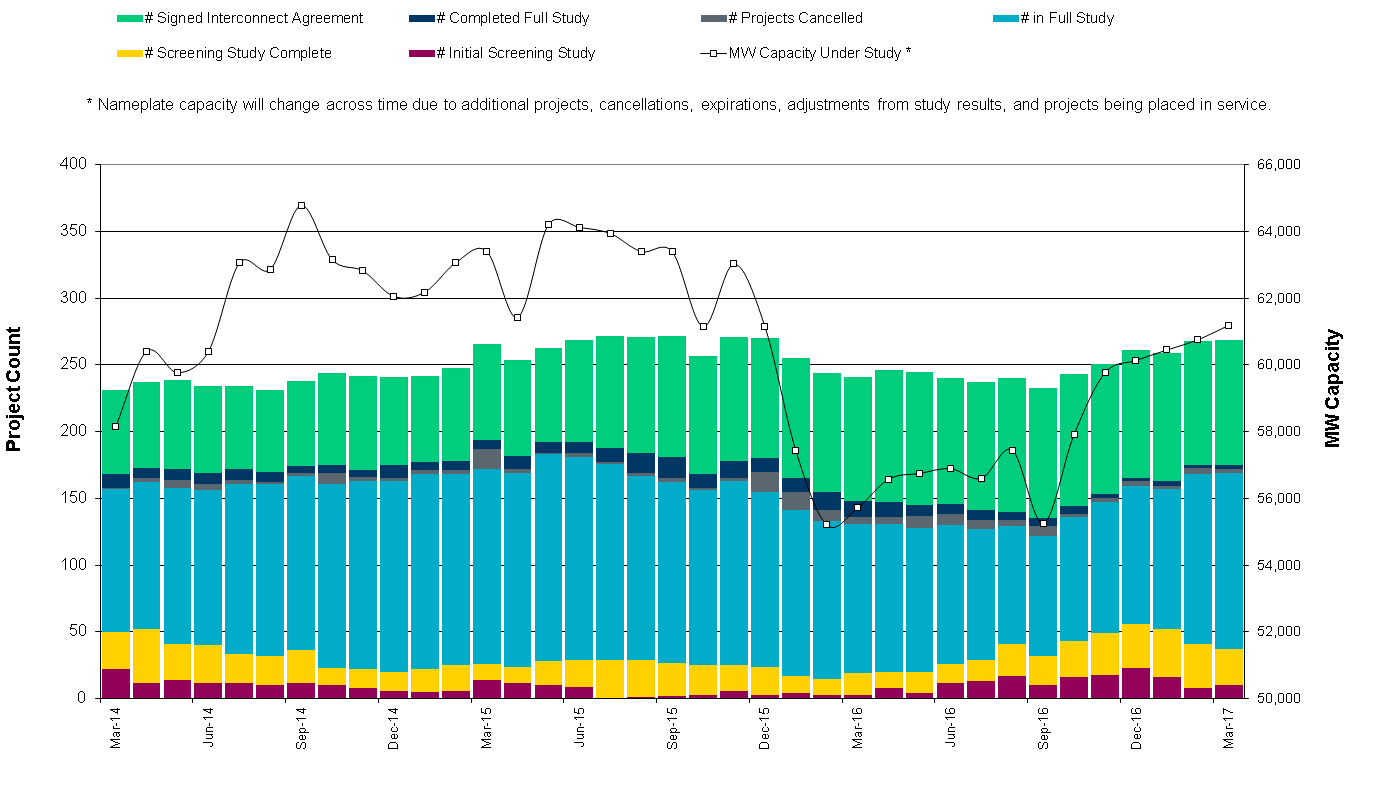 # Signed Interconnect Agreement # Completed Full Study # Projects Cancelled # in Full Study
# Screening Study Complete # Initial Screening Study MW Capacity Under Study *
* Nameplate capacity will change across time due to additional projects, cancellations, expirations, adjustments from study results, and projects being placed in service.
400 66,000
350 64,000
300 62,000
250 60,000
200 58,000
150 56,000
100 54,000
50 52,000
0 50,000
Project Count
MW Capacity
Mar-14 Jun-14 Sep-14 Dec-14 Mar-15 Jun-15 Sep-15 Dec-15 Mar-16 Jun-16 Sep-16 Dec-16 Mar-17